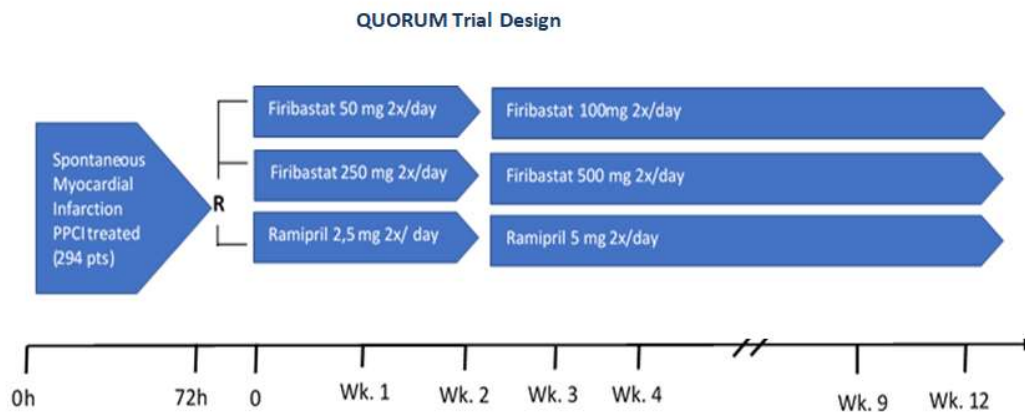 QUORUM Trial Design
Spontaneous
Myocardial
Infarction
PPCI treated
(294 pts)
R
Firibastat 50 mg 2x/day
Firibastat 100mg 2x/day
Firibastat 250 mg 2x/day
Firibastat 500 mg 2x/day
Ramipril 2,5 mg 2x/ day
Ramipril 5 mg 2x/day
0h
72h
0
Wk. 1
Wk. 2
Wk. 3
Wk. 4
Wk. 9
Wk. 12